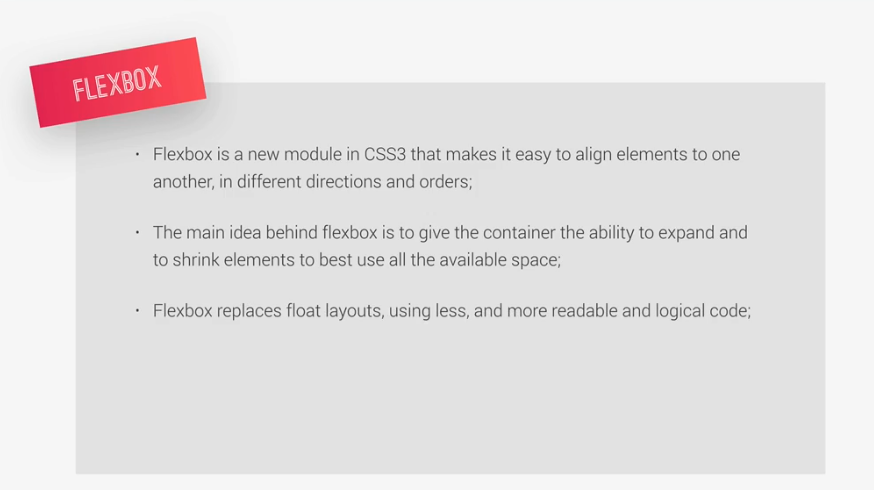 FLEXBOX
• Flexbox is a new module in CSS3 that makes it easy to align elements to one
another, in different directions and orders;
• The main idea behind flexbox is to give the container the ability to expand and
to shrink elements to best use all the available space;
• Flexbox replaces float layouts, using less, and more readable and logical code;